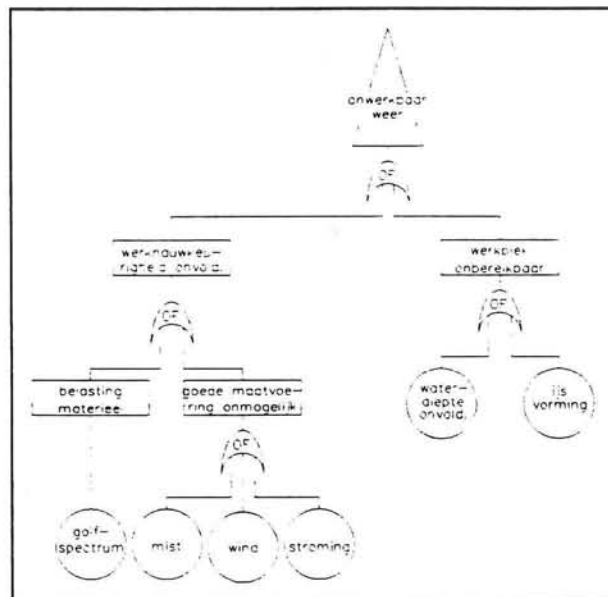 onwerkbaar
weer
OF
werknauwkeu-
righeid onvold.
werkplek
onbereikbaar
OF
OF
belasting
materieel
goede maatvoe-
ring onmogelijk
water-
diepte
onvold.
ijs
vorming
OF
golf-
spectrum
mist
wind
stroming